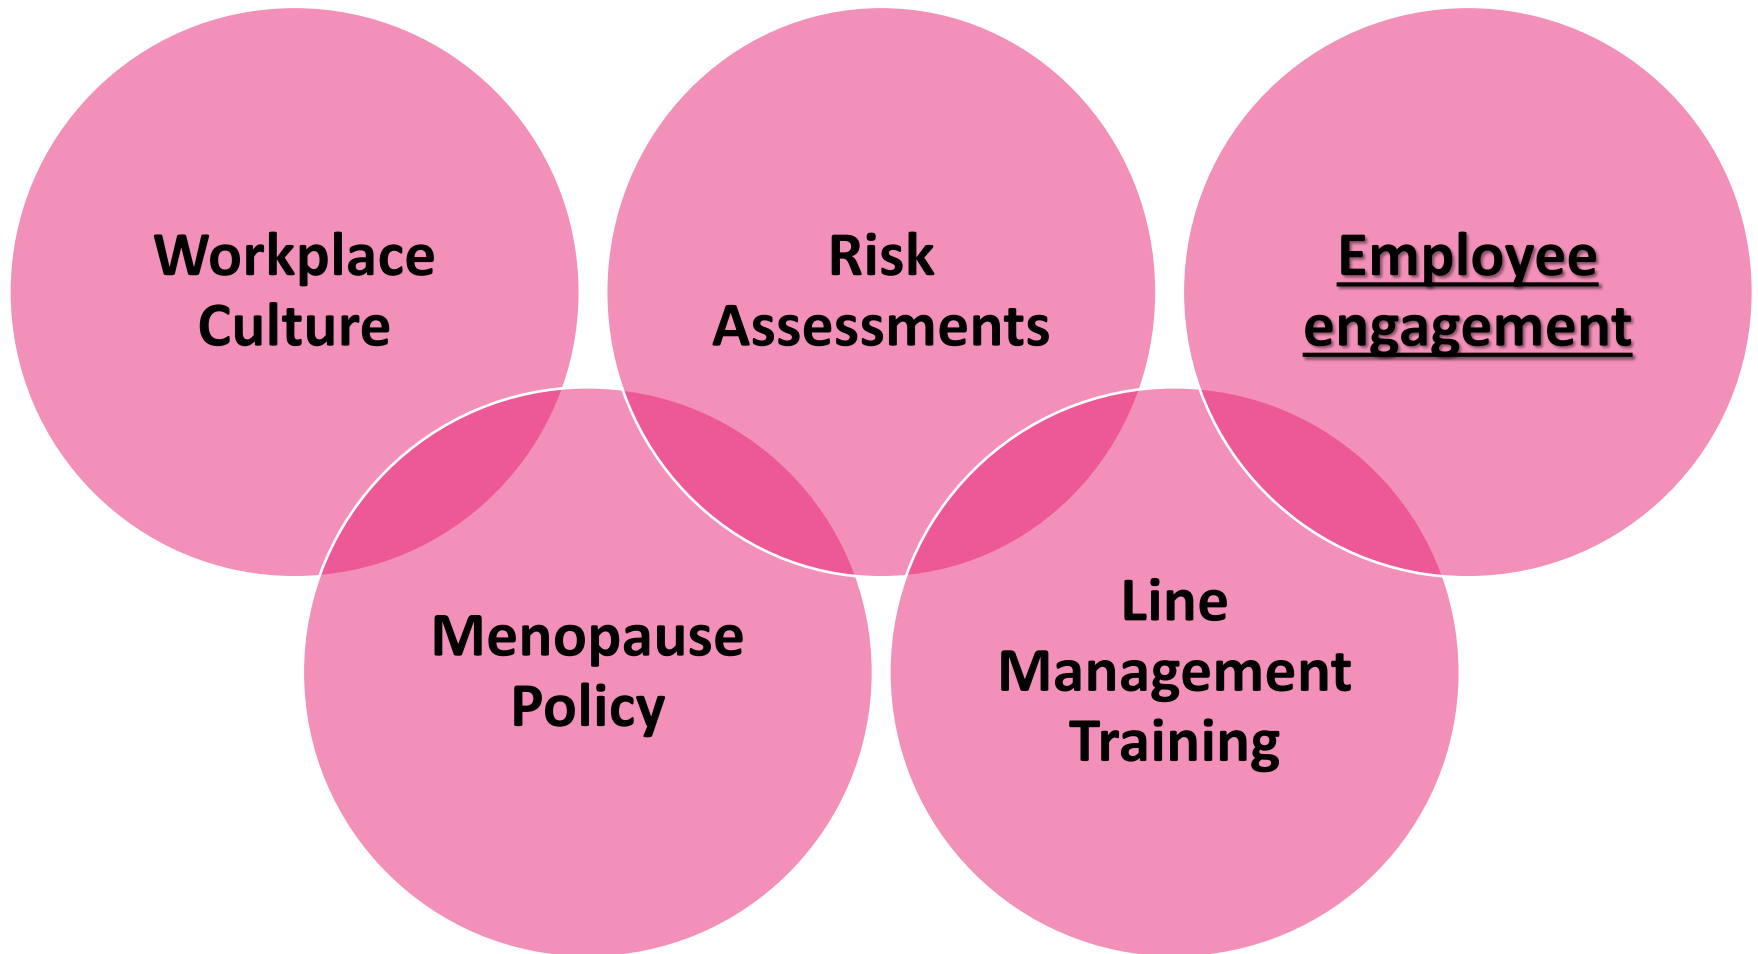 Workplace
Culture
Risk
Assessments
Employee
engagement
Menopause
Policy
Line
Management
Training